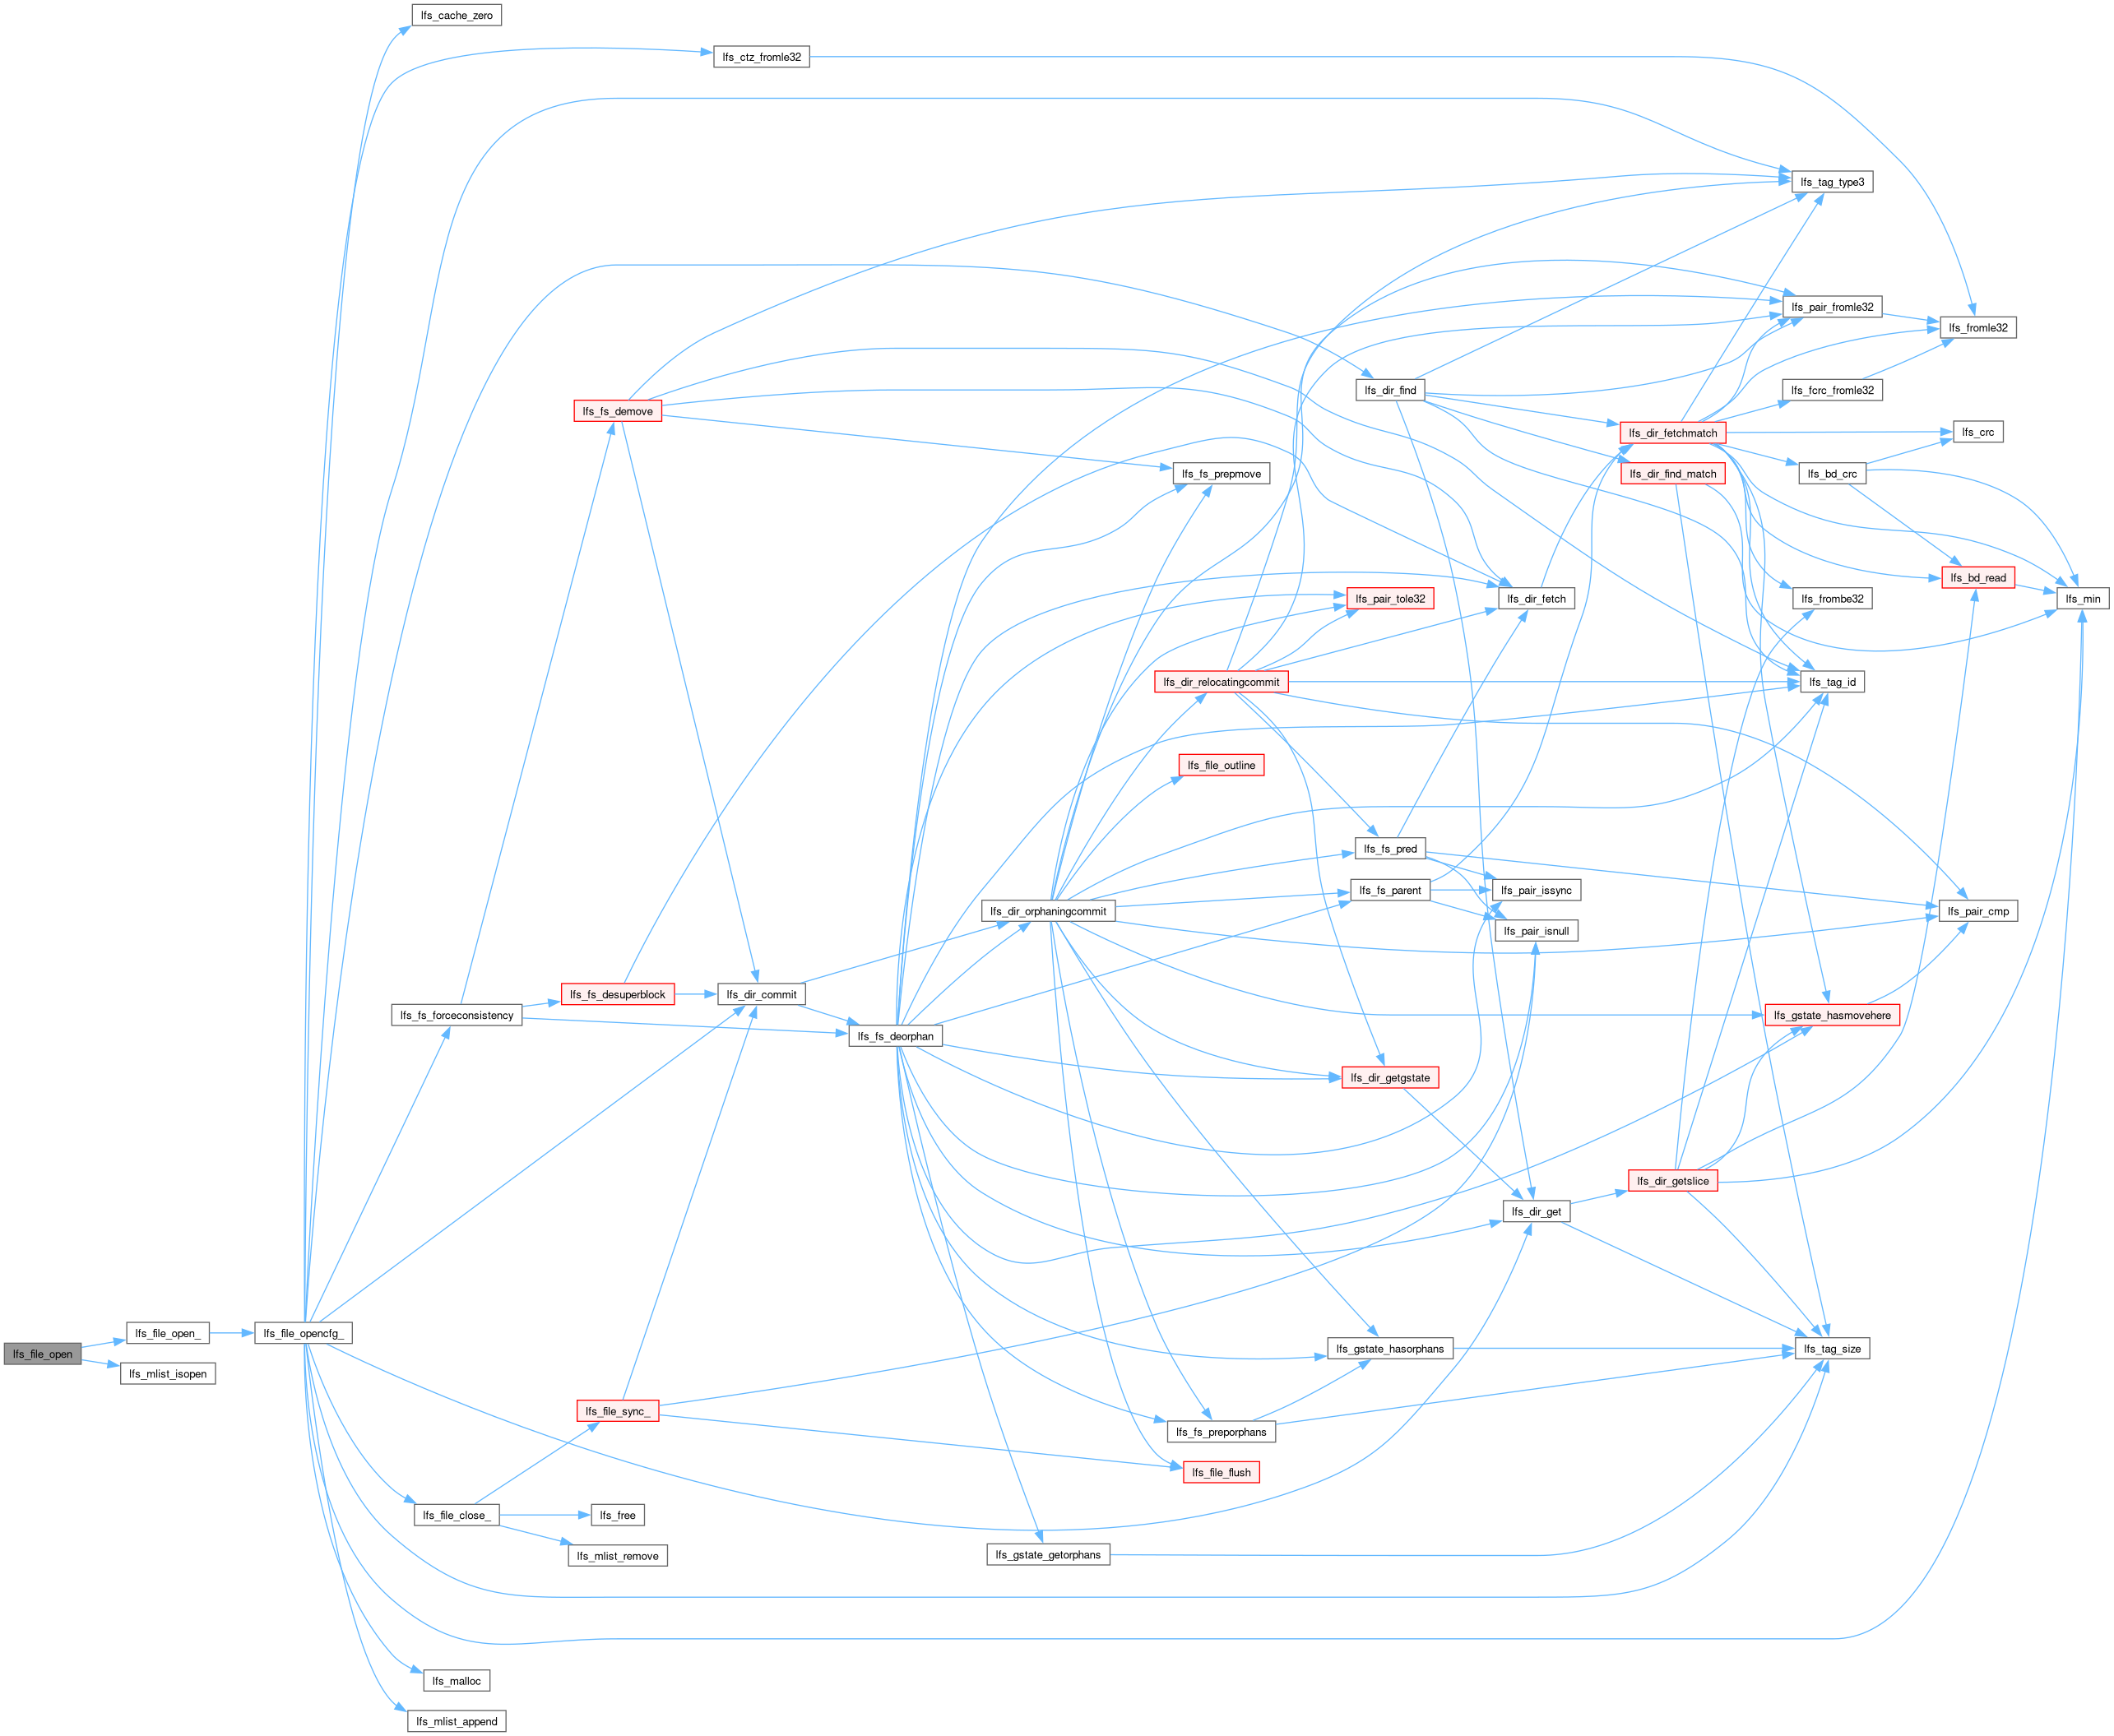 lfs_cache_zero
lfs_ctz_fromle32
lfs_tag_type3
lfs_pair_fromle32
lfs_fromle32
lfs_dir_find
lfs_fcrc_fromle32
lfs_fs_demove
lfs_dir_fetchmatch
lfs_crc
lfs_fs_prepmove
lfs_dir_find_match
lfs_bd_crc
lfs_bd_read
lfs_pair_tole32
lfs_dir_fetch
lfs_frombe32
lfs_min
lfs_dir_relocatingcommit
lfs_tag_id
lfs_file_outline
lfs_fs_pred
lfs_fs_parent
lfs_pair_issync
lfs_dir_orphaningcommit
lfs_pair_cmp
lfs_pair_isnull
lfs_fs_desuperblock
lfs_dir_commit
lfs_fs_forceconsistency
lfs_gstate_hasmovehere
lfs_fs_deorphan
lfs_dir_getgstate
lfs_dir_getslice
lfs_dir_get
lfs_file_open_
lfs_file_opencfg_
lfs_gstate_hasorphans
lfs_tag_size
lfs_file_open
lfs_mlist_isopen
lfs_file_sync_
lfs_fs_preporphans
lfs_file_flush
lfs_file_close_
lfs_free
lfs_mlist_remove
lfs_gstate_getorphans
lfs_malloc
lfs_mlist_append